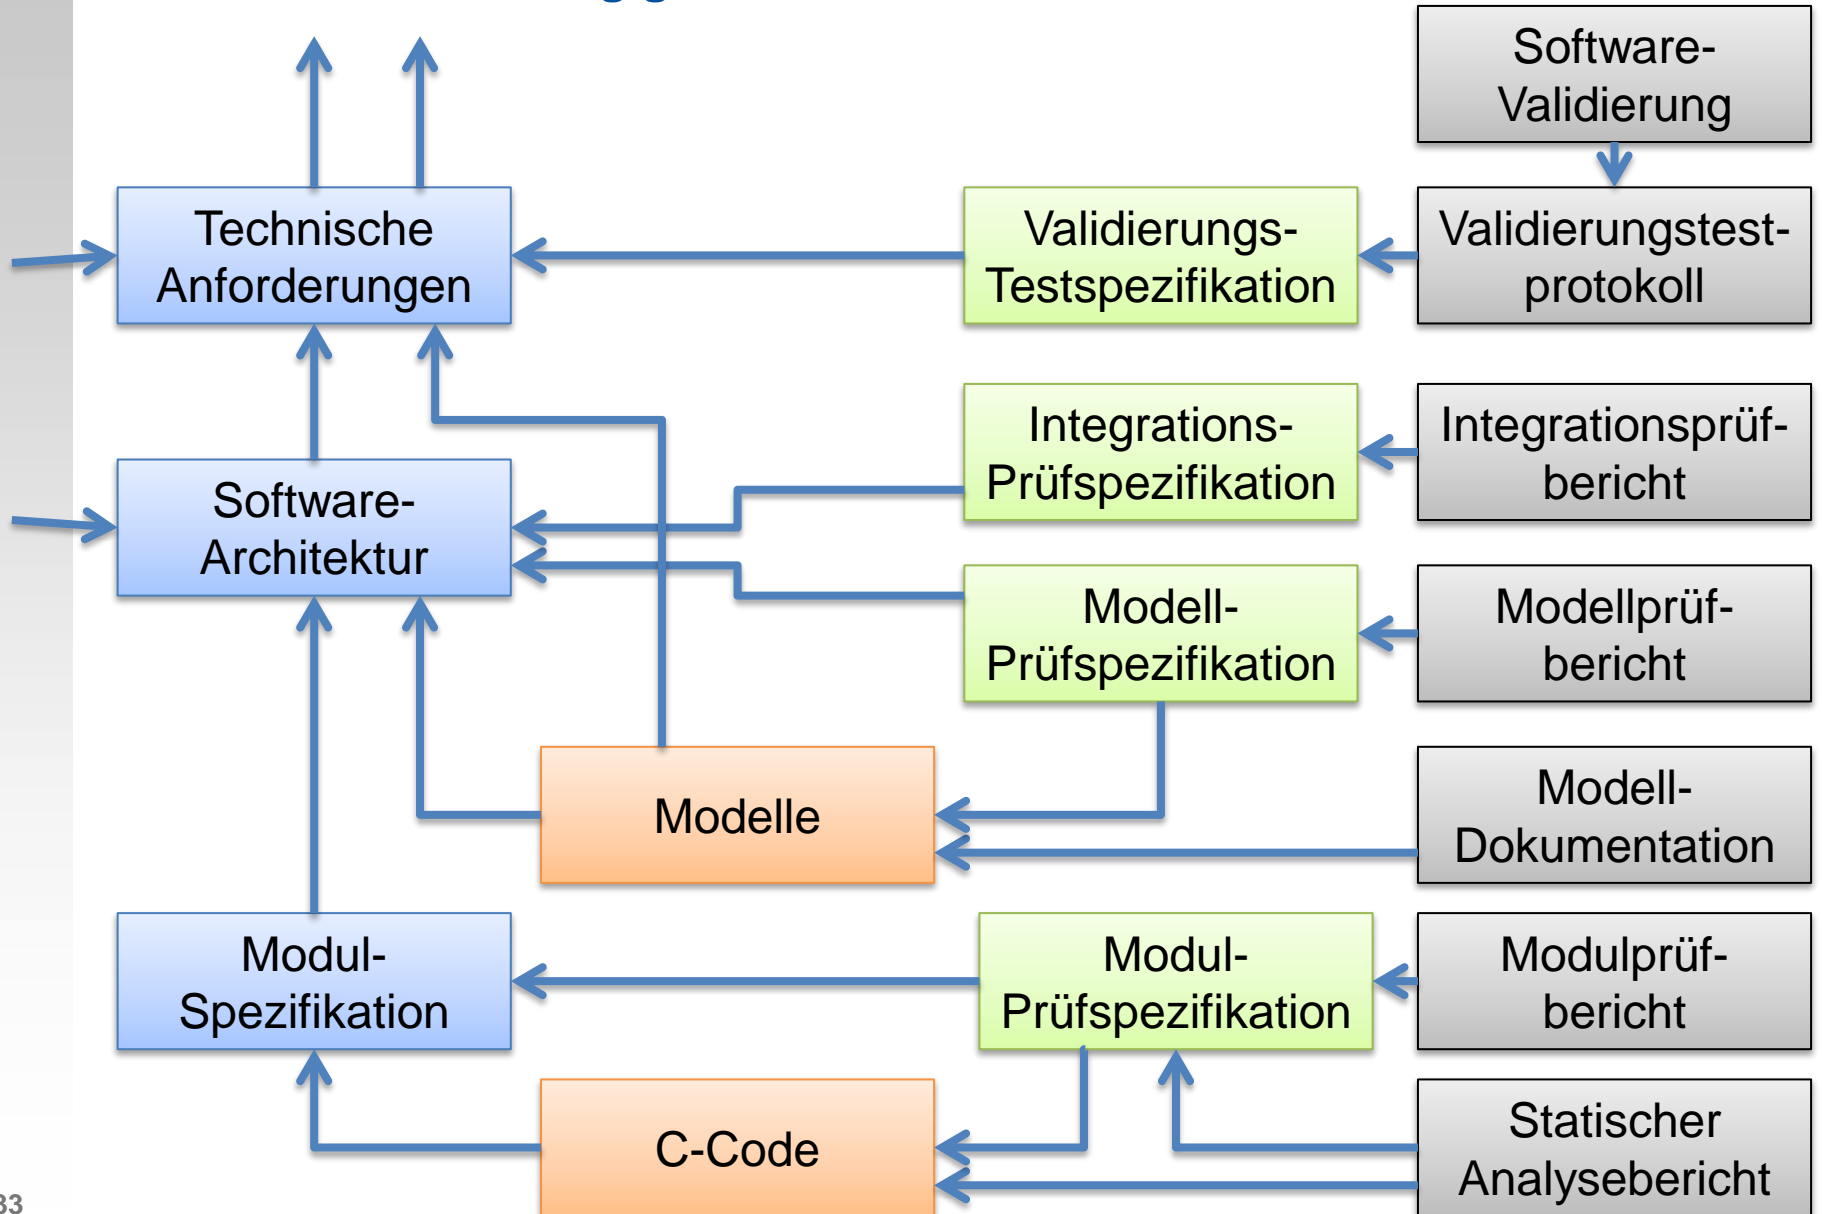 Software-
Validierung
Technische
Anforderungen
Validierungs-
Testspezifikation
Validierungstest-
protokoll
Integrations-
Prüfspezifikation
Integrationsprüf-
bericht
Software-
Architektur
Modell-
Prüfspezifikation
Modellprüf-
bericht
Modelle
Modell-
Dokumentation
Modul-
Spezifikation
Modul-
Prüfspezifikation
Modulprüf-
bericht
C-Code
Statischer
Analysebericht
33